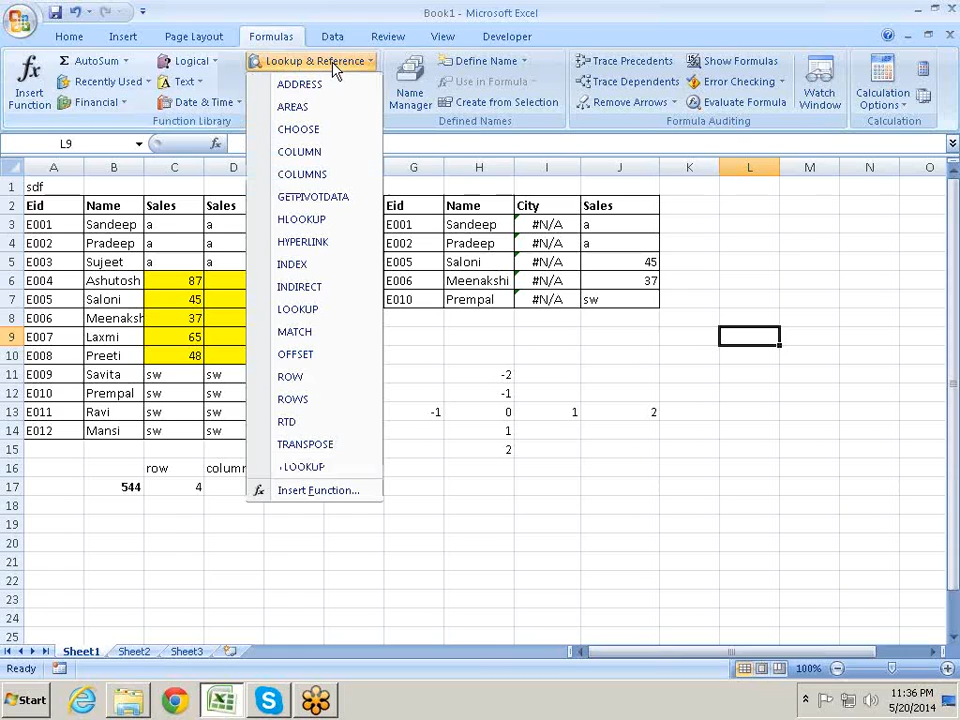 Book1 - Microsoft Excel
Home Insert Page Layout Formulas Data Review View Developer
fx Insert Function
Σ AutoSum
Recently Used
Financial
Logical
Text
Date & Time
Lookup & Reference
Function Library
Name Manager
Define Name
Use in Formula
Create from Selection
Defined Names
Trace Precedents
Trace Dependents
Remove Arrows
Show Formulas
Error Checking
Evaluate Formula
Formula Auditing
Watch Window
Calculation Options
Calculation
L9 fx
ADDRESS
AREAS
CHOOSE
COLUMN
COLUMNS
GETPIVOTDATA
HLOOKUP
HYPERLINK
INDEX
INDIRECT
LOOKUP
MATCH
OFFSET
ROW
ROWS
RTD
TRANSPOSE
LOOKUP
fx Insert Function...
A B C D G H I J K L M N O
1 sdf
2 Eid Name Sales Sales Eid Name City Sales
3 E001 Sandeep a a E001 Sandeep #N/A a
4 E002 Pradeep a a E002 Pradeep #N/A a
5 E003 Sujeet a a E005 Saloni #N/A 45
6 E004 Ashutosh 87 E006 Meenakshi #N/A 37
7 E005 Saloni 45 E010 Prempal #N/A sw
8 E006 Meenaksh 37
9 E007 Laxmi 65
10 E008 Preeti 48
11 E009 Savita sw sw -2
12 E010 Prempal sw sw -1
13 E011 Ravi sw sw -1 0 1 2
14 E012 Mansi sw sw 1
15 2
16 row column
17 544 4
18
19
20
21
22
23
24
25
Sheet1 Sheet2 Sheet3
Ready 100%
Start 11:36 PM
5/20/2014